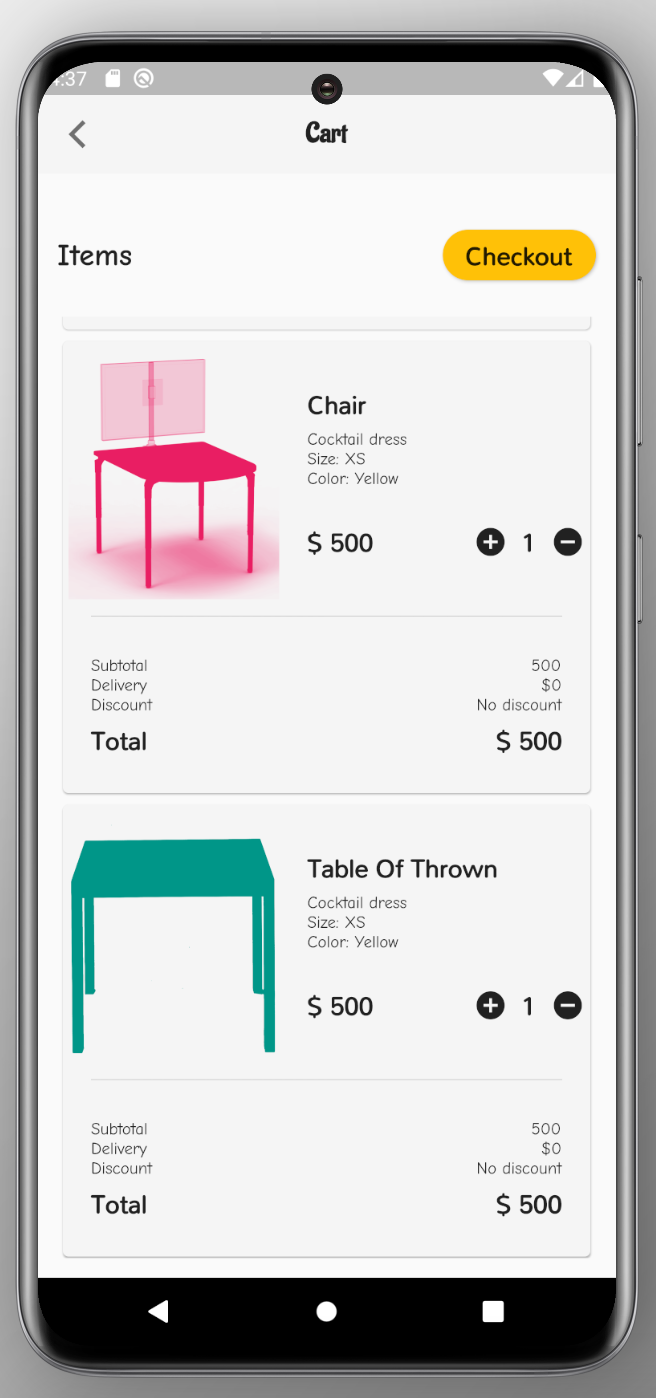 :37
Cart
Items
Checkout
Chair
Cocktail dress
Size: XS
Color: Yellow
$ 500
1
Subtotal 500
Delivery $0
Discount No discount
Total $ 500
Table Of Thrown
Cocktail dress
Size: XS
Color: Yellow
$ 500
1
Subtotal 500
Delivery $0
Discount No discount
Total $ 500